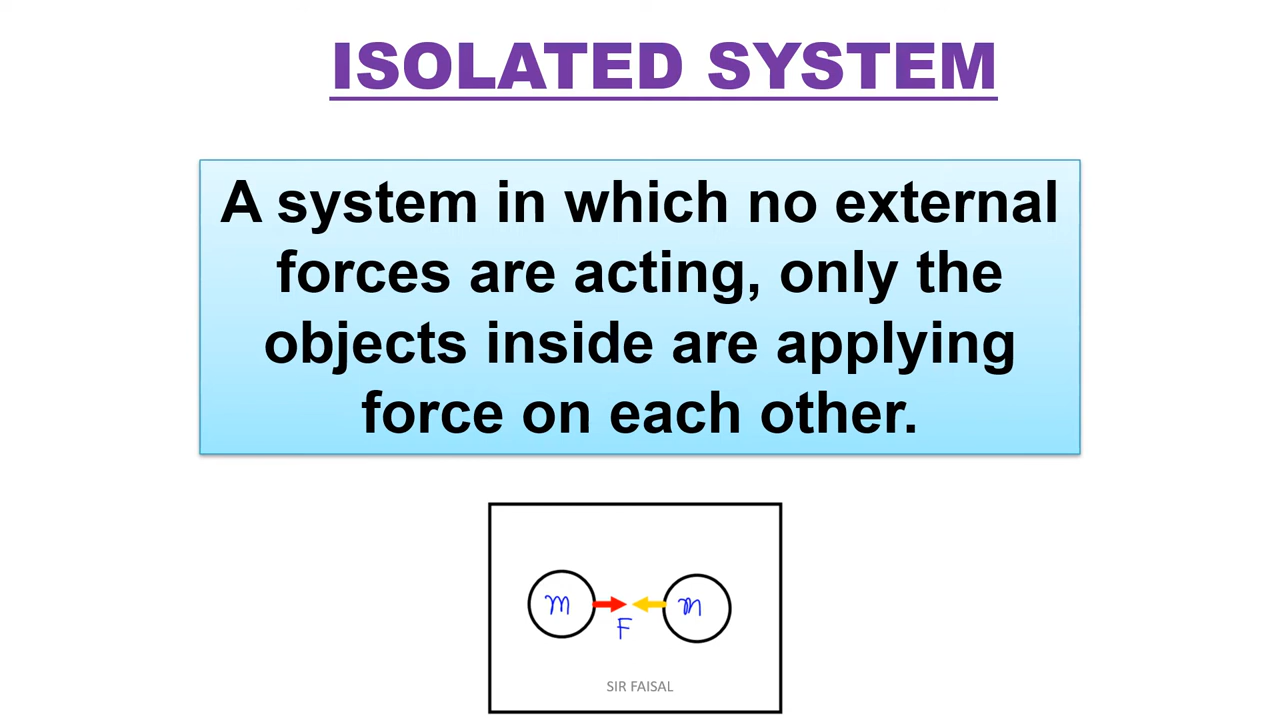 ISOLATED SYSTEM
A system in which no external
forces are acting, only the
objects inside are applying
force on each other.
m m
F
SIR FAISAL